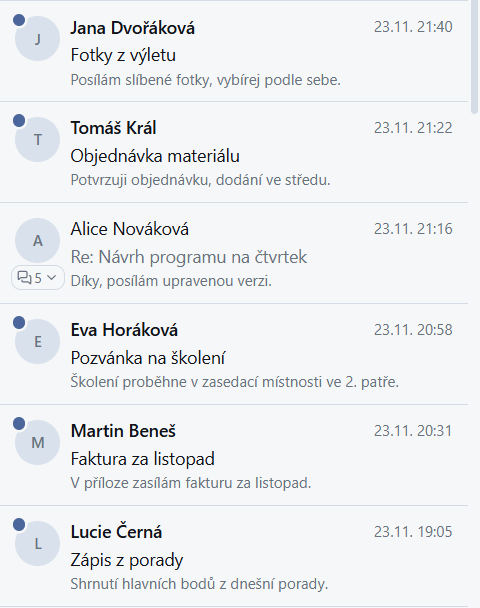 J
Jana Dvořáková
23.11. 21:40
Fotky z výletu
Posílám slíbené fotky, vybírej podle sebe.
T
Tomáš Král
23.11. 21:22
Objednávka materiálu
Potvrzuji objednávku, dodání ve středu.
A
Alice Nováková
23.11. 21:16
Re: Návrh programu na čtvrtek
5
Díky, posílám upravenou verzi.
E
Eva Horáková
23.11. 20:58
Pozvánka na školení
Školení proběhne v zasedací místnosti ve 2. patře.
M
Martin Beneš
23.11. 20:31
Faktura za listopad
V příloze zasílám fakturu za listopad.
L
Lucie Černá
23.11. 19:05
Zápis z porady
Shrnutí hlavních bodů z dnešní porady.